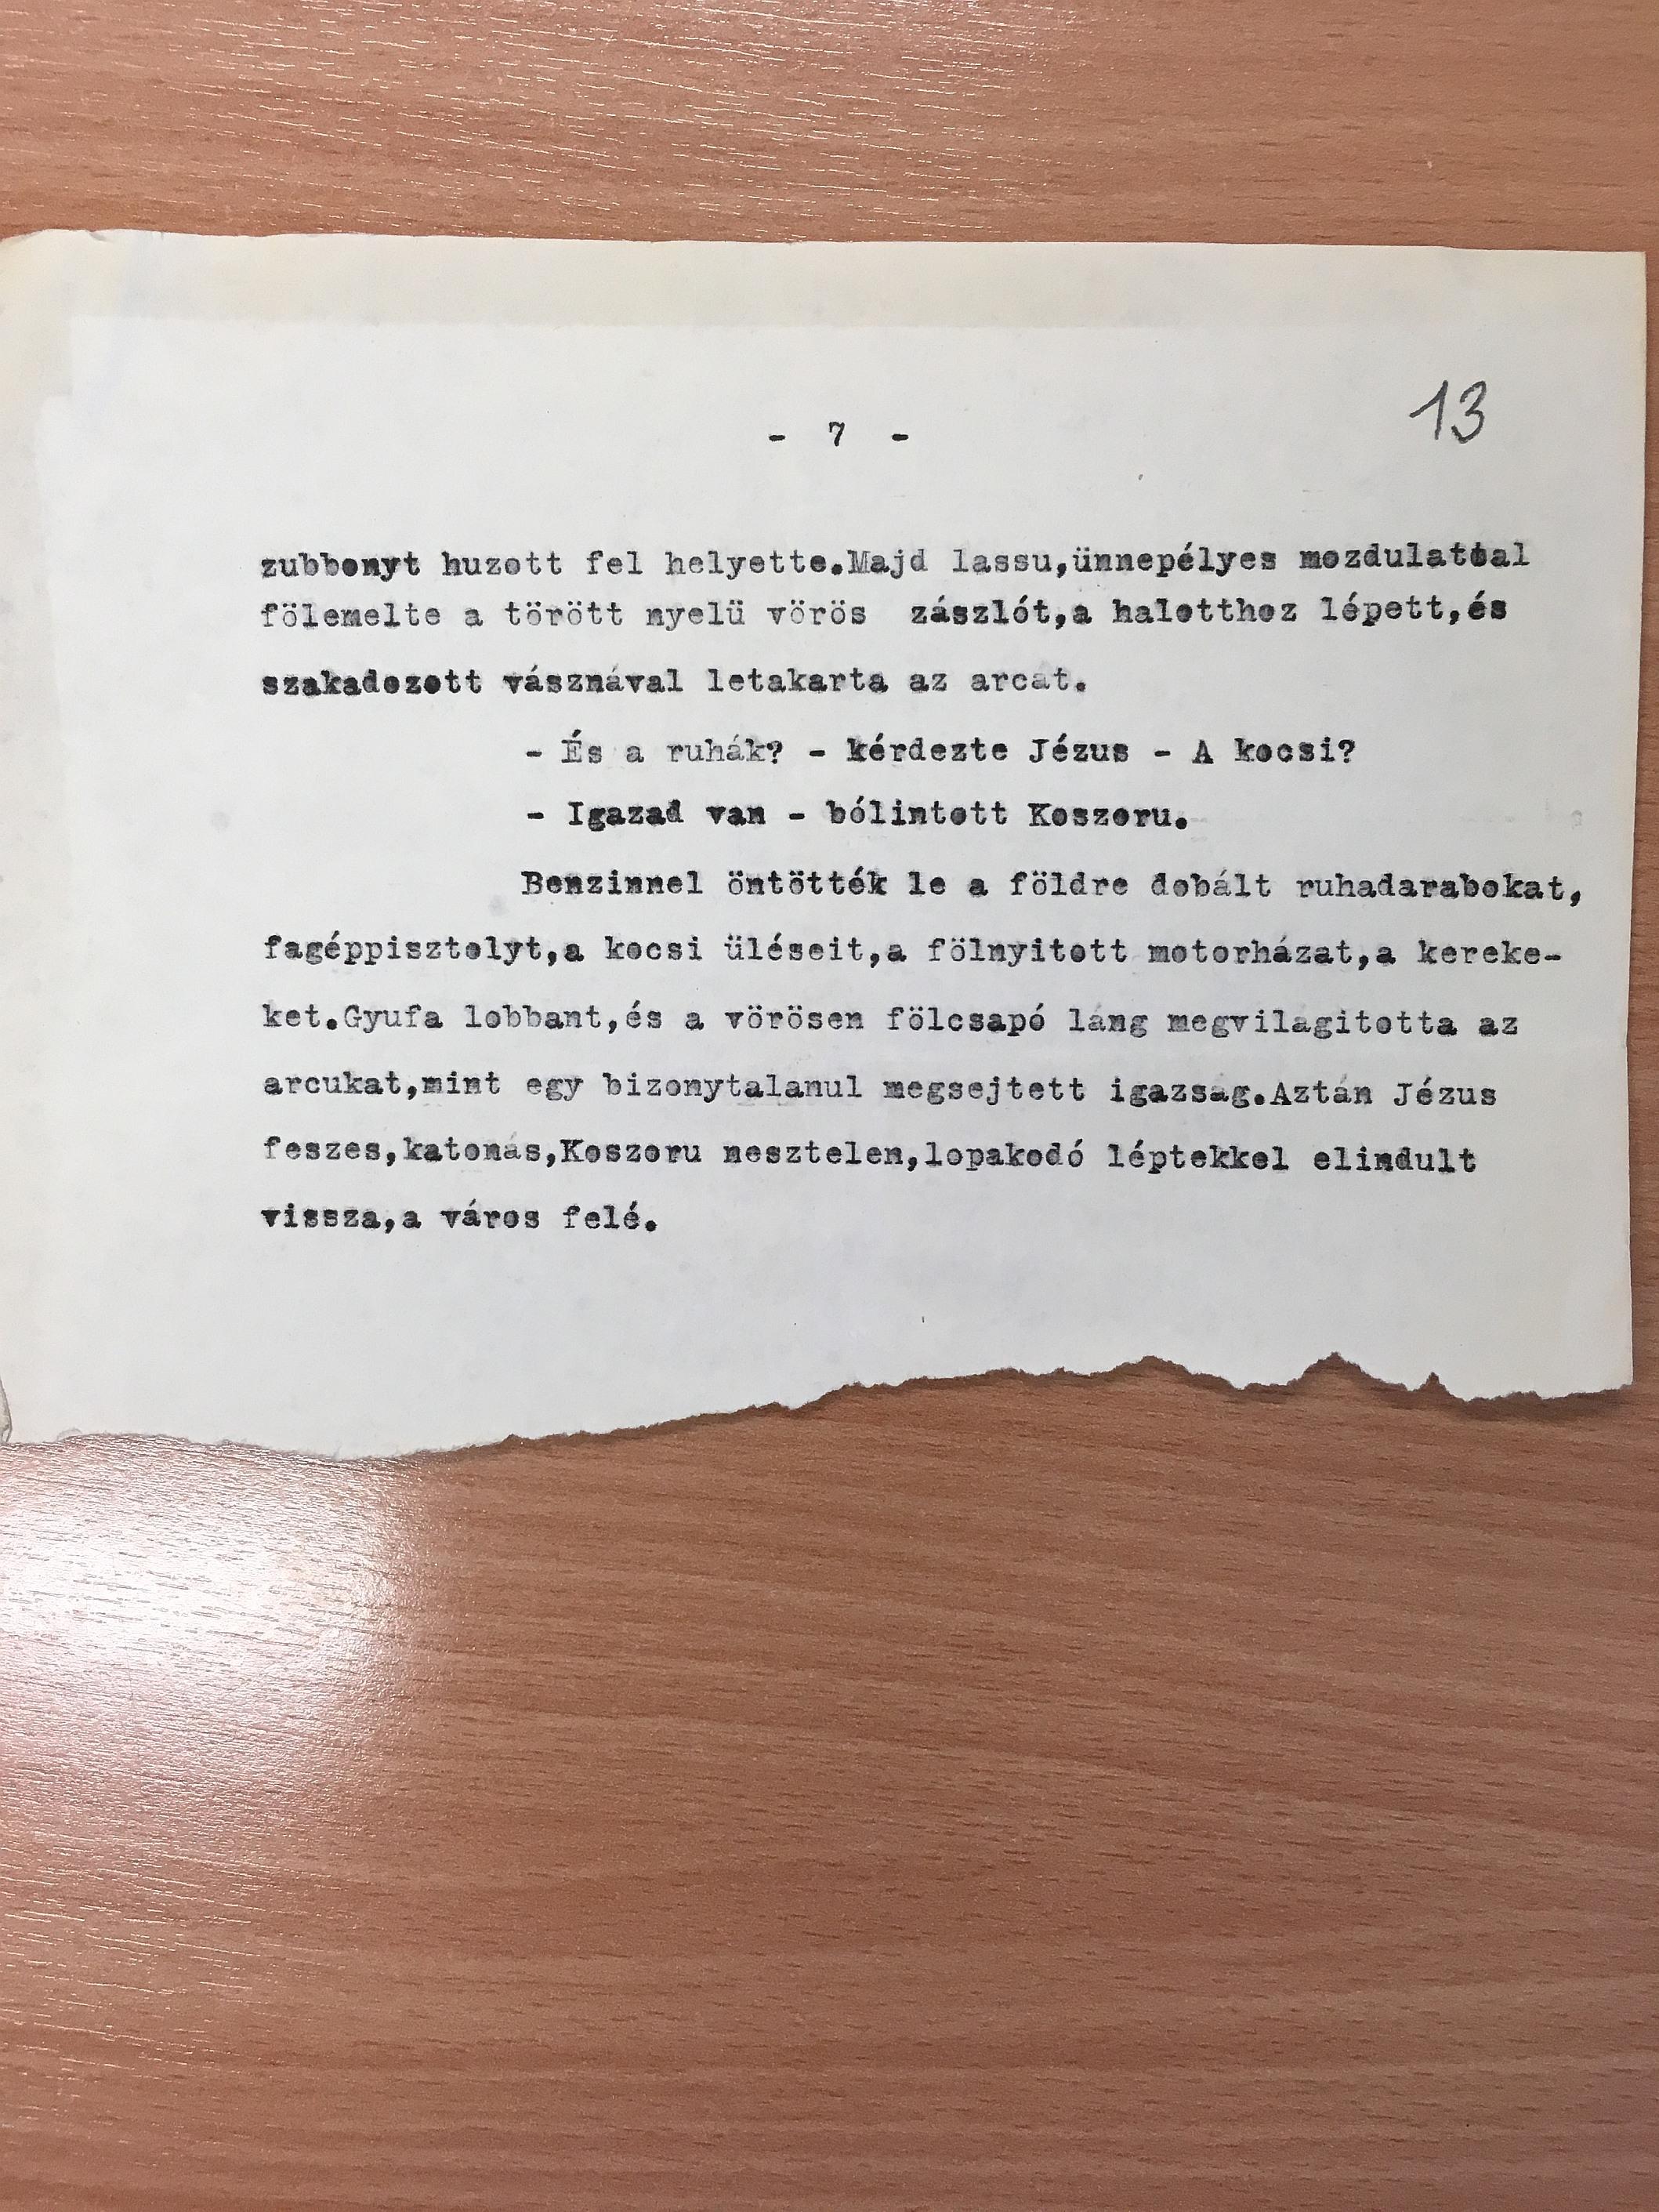 13
- 7 -
zubbonyt huzott fel helyette.Majd lassu,ünnepélyes mozdulattal
fölemelte a törött nyelü vörös zászlót,a halotthoz lépett,és
szakadozott vásznával letakarta az arcát.
- És a ruhák? - kérdezte Jézus - A kocsi?
- Igazad van - bólintott Koszoru.
Benzinnel öntötték le a földre dobált ruhadarabokat,
fagéppisztolyt,a kocsi üléseit,a fölnyitott motorházat,a kereke-
ket.Gyufa lobbant,és a vörösen fölcsapó láng megvilágitotta az
arcukat,mint egy bizonytalanul megsejtett igazság.Aztán Jézus
feszes,katonás,Koszoru nesztelen,lopakodó léptekkel elindult
vissza,a város felé.